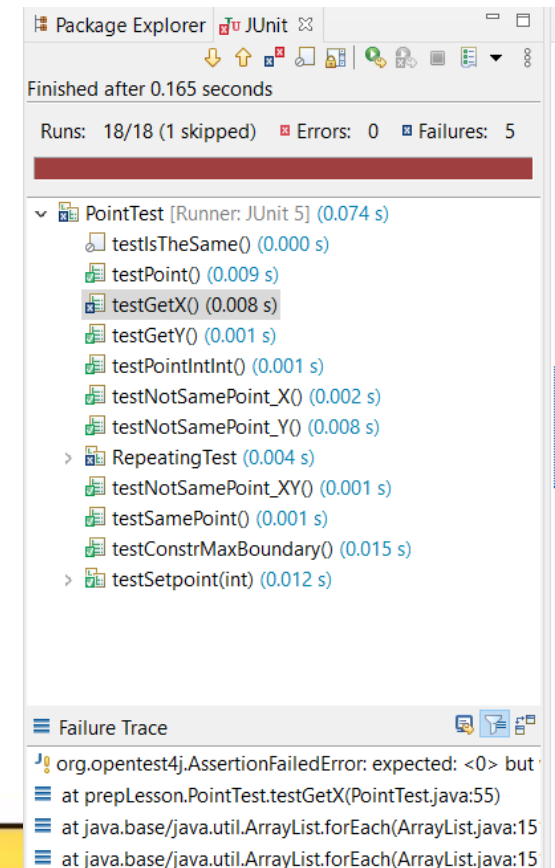 Package Explorer JUnit
Finished after 0.165 seconds
Runs: 18/18 (1 skipped) Errors: 0 Failures: 5
PointTest [Runner: JUnit 5] (0.074 s)
testIsTheSame() (0.000 s)
testPoint() (0.009 s)
testGetX() (0.008 s)
testGetY() (0.001 s)
testPointIntInt() (0.001 s)
testNotSamePoint_X() (0.002 s)
testNotSamePoint_Y() (0.008 s)
RepeatingTest (0.004 s)
testNotSamePoint_XY() (0.001 s)
testSamePoint() (0.001 s)
testConstrMaxBoundary() (0.015 s)
testSetpoint(int) (0.012 s)
Failure Trace
org.opentest4j.AssertionFailedError: expected: <0> but
at prepLesson.PointTest.testGetX(PointTest.java:55)
at java.base/java.util.ArrayList.forEach(ArrayList.java:15
at java.base/java.util.ArrayList.forEach(ArrayList.java:15